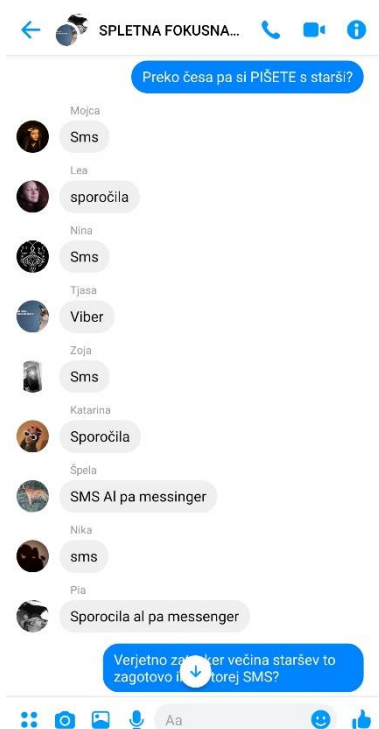 SPLETNA FOKUSNA...
Preko česa pa si PIŠETE s starši?
Mojca
Sms
Lea
sporočila
Nina
Sms
Tjasa
Viber
Zoja
Sms
Katarina
Sporočila
Špela
SMS Al pa messinger
Nika
sms
Pia
Sporocila al pa messenger
Verjetno ker večina staršev to
zagotovo torej SMS?
Aa